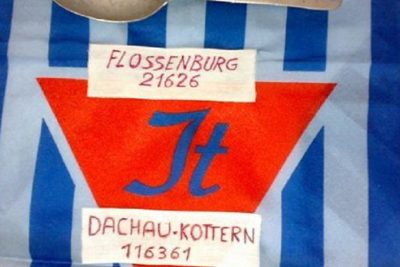 FLOSSENBURG
21626
It
DACHAU-KOTTERN
116361